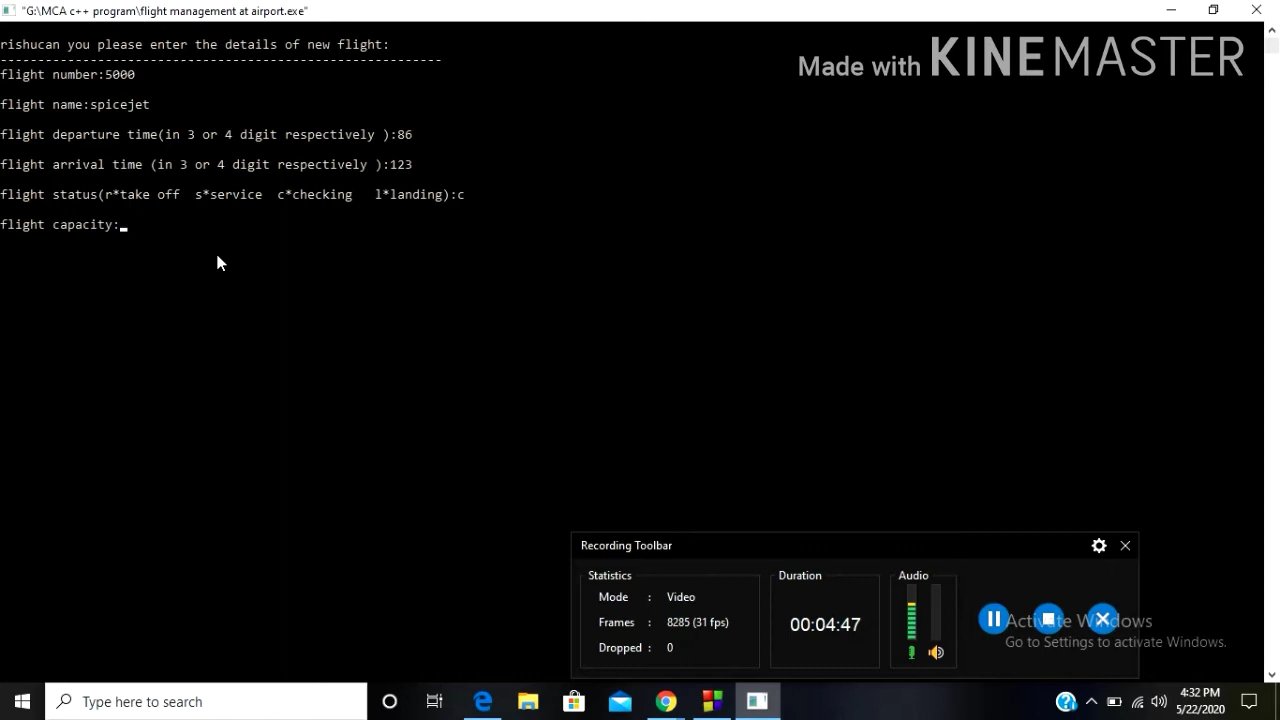 "G:\MCA c++ program\flight management at airport.exe"
rishucan you please enter the details of new flight:
-----------------------------------------------------------
flight number:5000
flight name:spicejet
flight departure time(in 3 or 4 digit respectively ):86
flight arrival time (in 3 or 4 digit respectively ):123
flight status(r*take off  s*service  c*checking   l*landing):c
flight capacity:
Made with KINEMASTER
Recording Toolbar
Statistics
Mode : Video
Frames : 8285 (31 fps)
Dropped : 0
Duration
00:04:47
Audio
Activate Windows
Go to Settings to activate Windows.
Type here to search
4:32 PM
5/22/2020